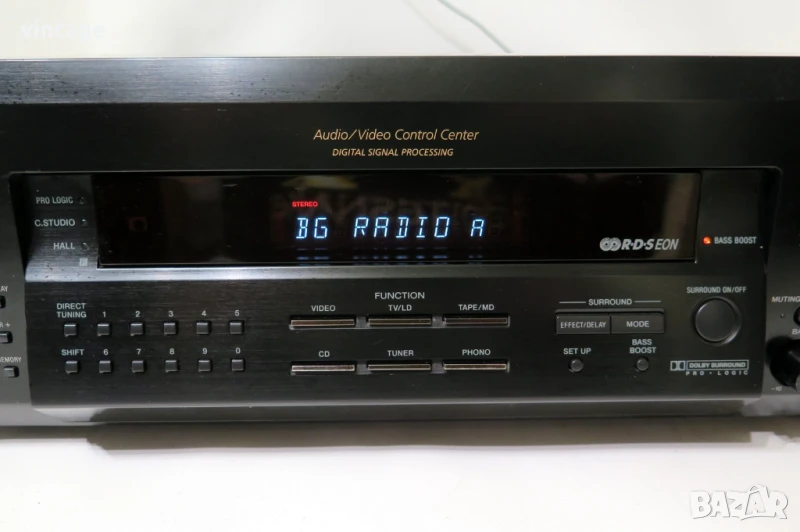 vintage
Audio/Video Control Center
DIGITAL SIGNAL PROCESSING
PRO LOGIC
C.STUDIO
HALL
STEREO
BG RADIO A
R·D·S EON
BASS BOOST
FUNCTION
VIDEO TV/LD TAPE/MD
CD TUNER PHONO
DIRECT TUNING 1 2 3 4 5
SHIFT 6 7 8 9 0
SURROUND
EFFECT/DELAY MODE
SET UP BASS BOOST
SURROUND ON/OFF
MUTING
DOLBY SURROUND
PRO · LOGIC
BAZAR